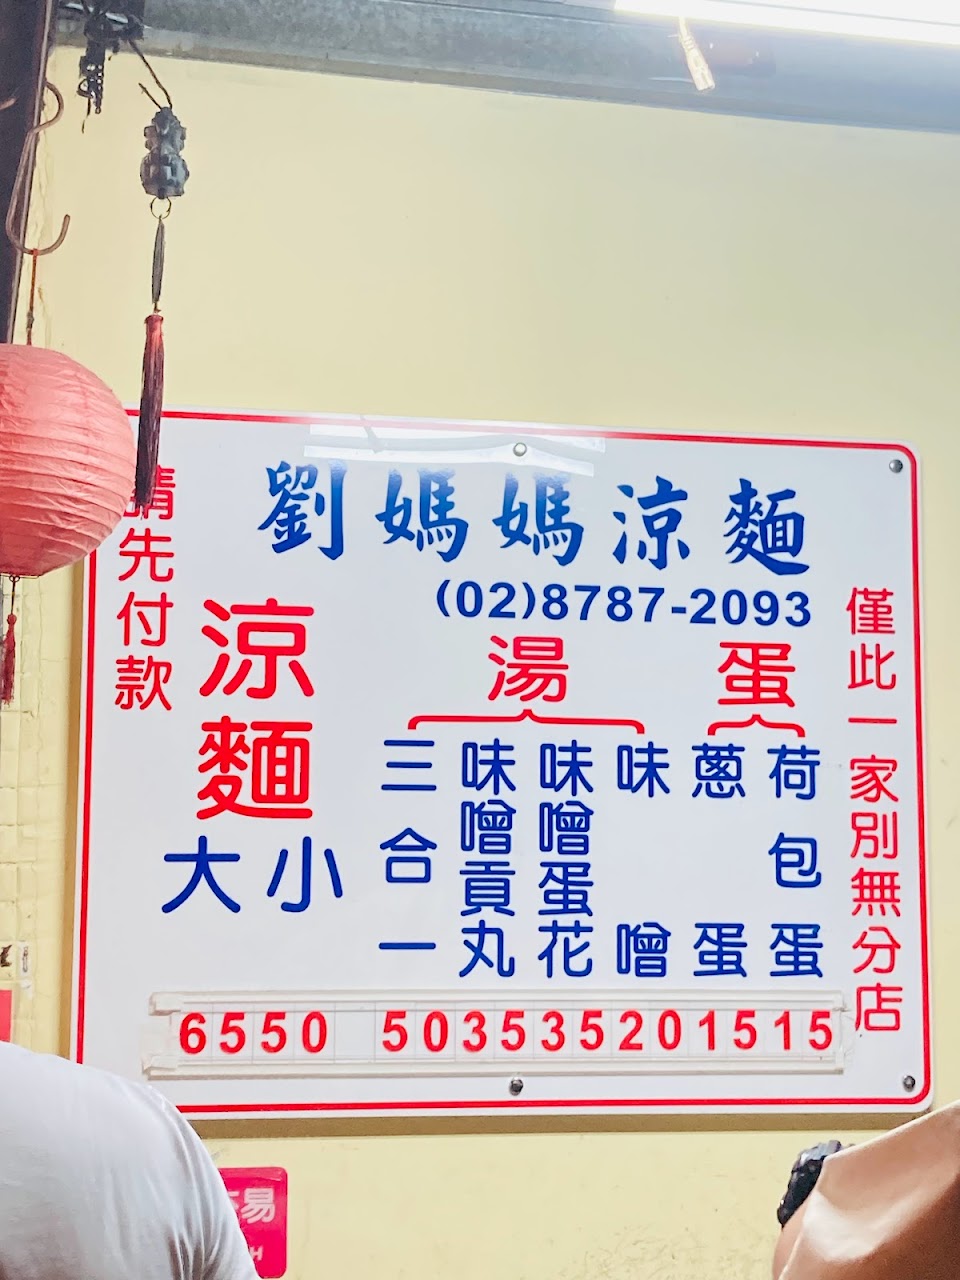 劉媽媽涼麵
(02)8787-2093
請先付款
涼麵
大 小
湯
三合一
味噌貢丸
味噌蛋花
味噌
蛋
蔥蛋
荷包蛋
僅此一家別無分店
6550 503535201515
易